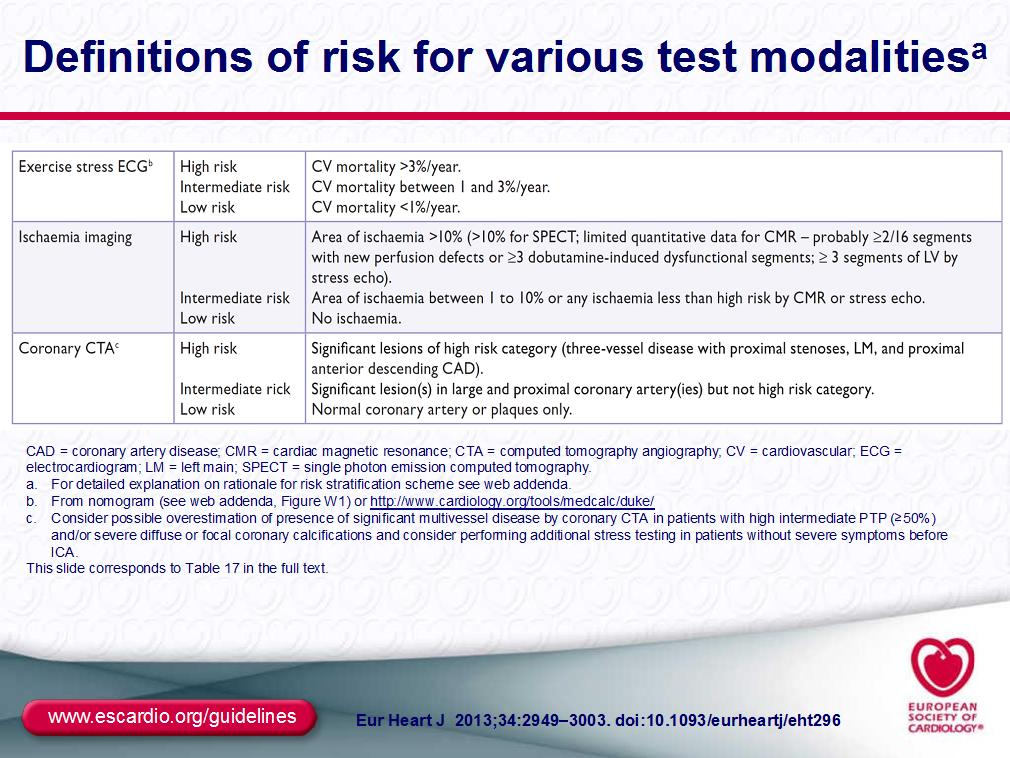 Definitions of risk for various test modalitiesᵃ
Exercise stress ECGᵇ High risk CV mortality >3%/year.
Intermediate risk CV mortality between 1 and 3%/year.
Low risk CV mortality <1%/year.
Ischaemia imaging High risk Area of ischaemia >10% (>10% for SPECT; limited quantitative data for CMR – probably ≥2/16 segments
with new perfusion defects or ≥3 dobutamine-induced dysfunctional segments; ≥ 3 segments of LV by
stress echo).
Intermediate risk Area of ischaemia between 1 to 10% or any ischaemia less than high risk by CMR or stress echo.
Low risk No ischaemia.
Coronary CTAᶜ High risk Significant lesions of high risk category (three-vessel disease with proximal stenoses, LM, and proximal
anterior descending CAD).
Intermediate rick Significant lesion(s) in large and proximal coronary artery(ies) but not high risk category.
Low risk Normal coronary artery or plaques only.
CAD = coronary artery disease; CMR = cardiac magnetic resonance; CTA = computed tomography angiography; CV = cardiovascular; ECG =
electrocardiogram; LM = left main; SPECT = single photon emission computed tomography.
a. For detailed explanation on rationale for risk stratification scheme see web addenda.
b. From nomogram (see web addenda, Figure W1) or http://www.cardiology.org/tools/medcalc/duke/
c. Consider possible overestimation of presence of significant multivessel disease by coronary CTA in patients with high intermediate PTP (≥50%)
and/or severe diffuse or focal coronary calcifications and consider performing additional stress testing in patients without severe symptoms before
ICA.
This slide corresponds to Table 17 in the full text.
www.escardio.org/guidelines
Eur Heart J 2013;34:2949–3003. doi:10.1093/eurheartj/eht296
EUROPEAN
SOCIETY OF
CARDIOLOGY®